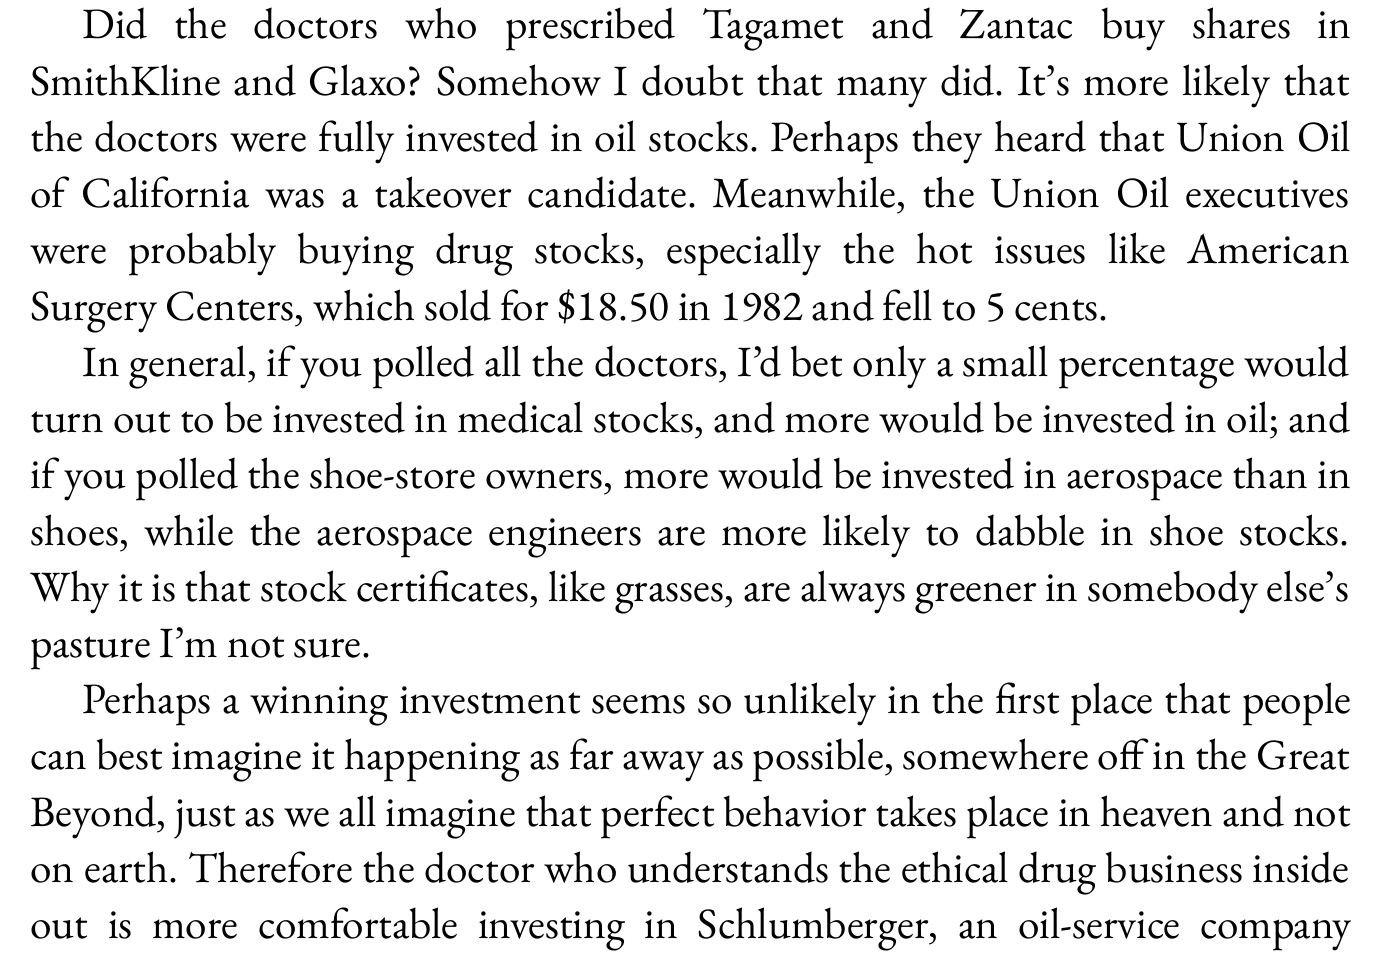 Did the doctors who prescribed Tagamet and Zantac buy shares in
SmithKline and Glaxo? Somehow I doubt that many did. It’s more likely that
the doctors were fully invested in oil stocks. Perhaps they heard that Union Oil
of California was a takeover candidate. Meanwhile, the Union Oil executives
were probably buying drug stocks, especially the hot issues like American
Surgery Centers, which sold for $18.50 in 1982 and fell to 5 cents.
In general, if you polled all the doctors, I’d bet only a small percentage would
turn out to be invested in medical stocks, and more would be invested in oil; and
if you polled the shoe-store owners, more would be invested in aerospace than in
shoes, while the aerospace engineers are more likely to dabble in shoe stocks.
Why it is that stock certificates, like grasses, are always greener in somebody else’s
pasture I’m not sure.
Perhaps a winning investment seems so unlikely in the first place that people
can best imagine it happening as far away as possible, somewhere off in the Great
Beyond, just as we all imagine that perfect behavior takes place in heaven and not
on earth. Therefore the doctor who understands the ethical drug business inside
out is more comfortable investing in Schlumberger, an oil-service company